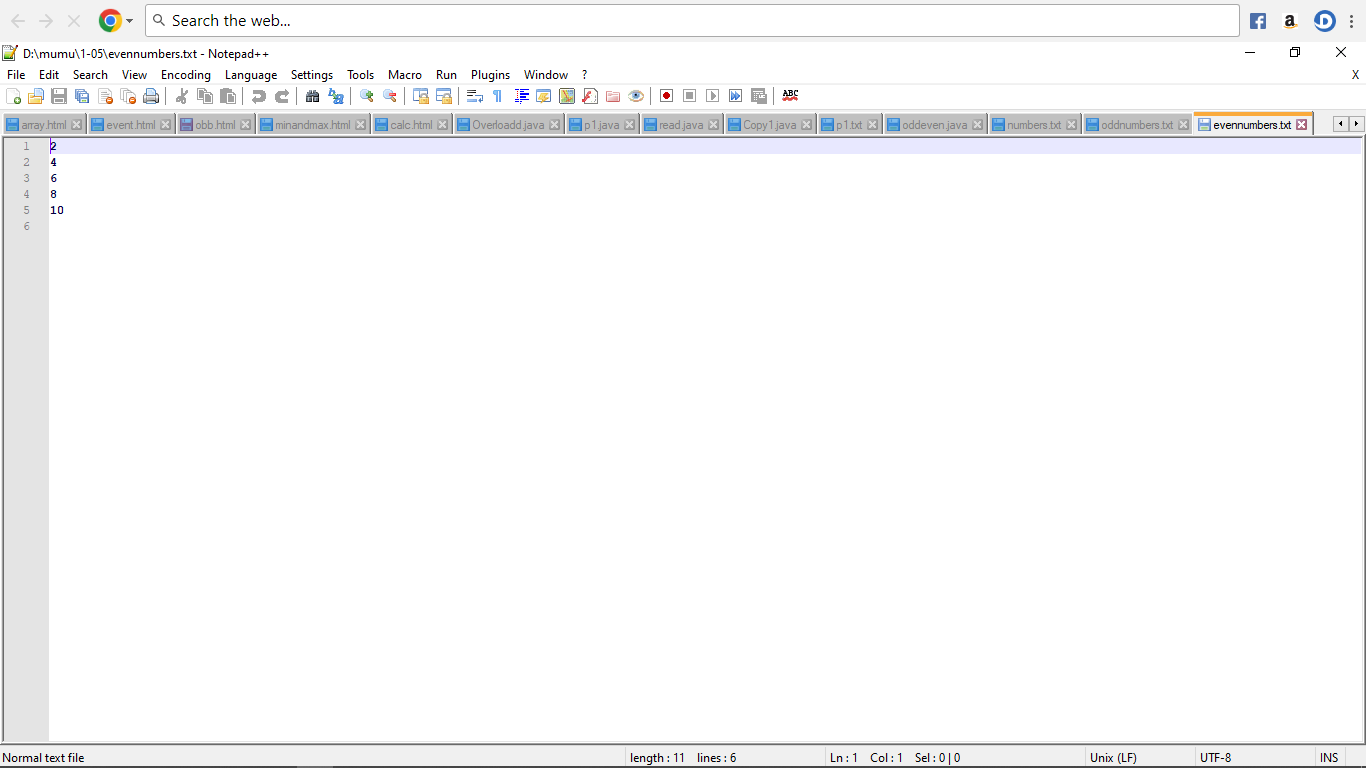 Search the web...
D:\mumu\1-05\evennumbers.txt - Notepad++
File Edit Search View Encoding Language Settings Tools Macro Run Plugins Window ? X
array.html event.html obb.html minandmax.html calc.html Overloadd.java p1.java read.java Copy1.java p1.txt oddeven.java numbers.txt oddnumbers.txt evennumbers.txt
1 2
2 4
3 6
4 8
5 10
6
Normal text file length : 11 lines : 6 Ln : 1 Col : 1 Sel : 0 | 0 Unix (LF) UTF-8 INS